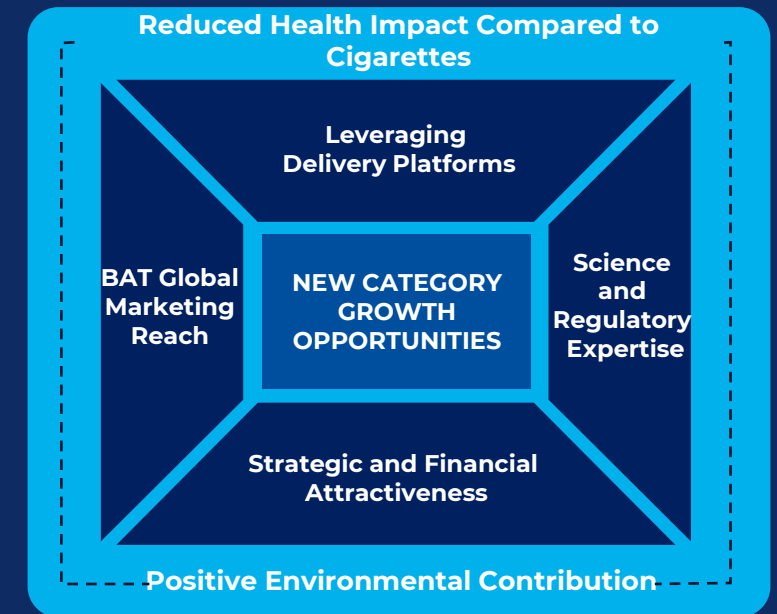 Reduced Health Impact Compared to
Cigarettes
Leveraging
Delivery Platforms
BAT Global
Marketing
Reach
NEW CATEGORY
GROWTH
OPPORTUNITIES
Science
and
Regulatory
Expertise
Strategic and Financial
Attractiveness
Positive Environmental Contribution